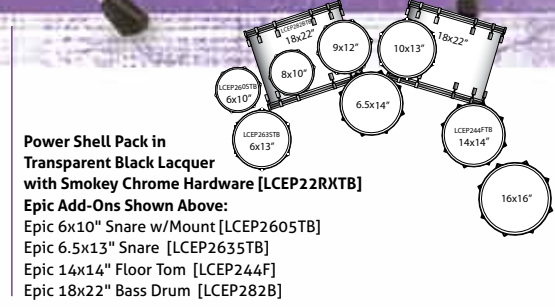 LCEP282BTB
18x22"
9x12"
10x13"
18x22"
8x10"
LCEP2605TB
6x10"
6.5x14"
LCEP2635TB
6x13"
LCEP244FTB
14x14"
16x16"
Power Shell Pack in
Transparent Black Lacquer
with Smokey Chrome Hardware [LCEP22RXTB]
Epic Add-Ons Shown Above:
Epic 6x10" Snare w/Mount [LCEP2605TB]
Epic 6.5x13" Snare [LCEP2635TB]
Epic 14x14" Floor Tom [LCEP244F]
Epic 18x22" Bass Drum [LCEP282B]